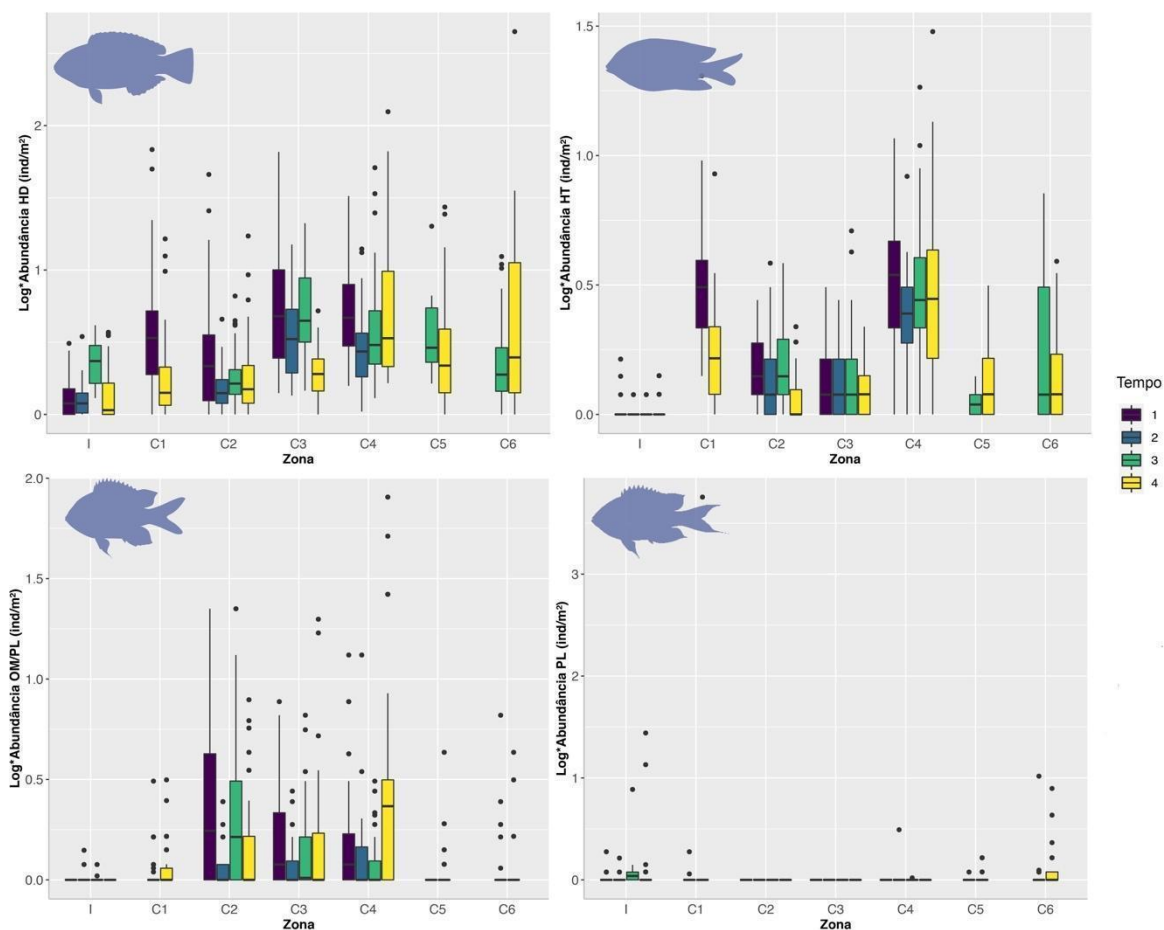 Log*Abundância HD (ind/m²)
2
1
0
I C1 C2 C3 C4 C5 C6
Zona
Log*Abundância HT (ind/m²)
1.5
1.0
0.5
0.0
I C1 C2 C3 C4 C5 C6
Zona
Tempo
1
2
3
4
Log*Abundância OM/PL (ind/m²)
2.0
1.5
1.0
0.5
0.0
I C1 C2 C3 C4 C5 C6
Zona
Log*Abundância PL (ind/m²)
3
2
1
0
I C1 C2 C3 C4 C5 C6
Zona